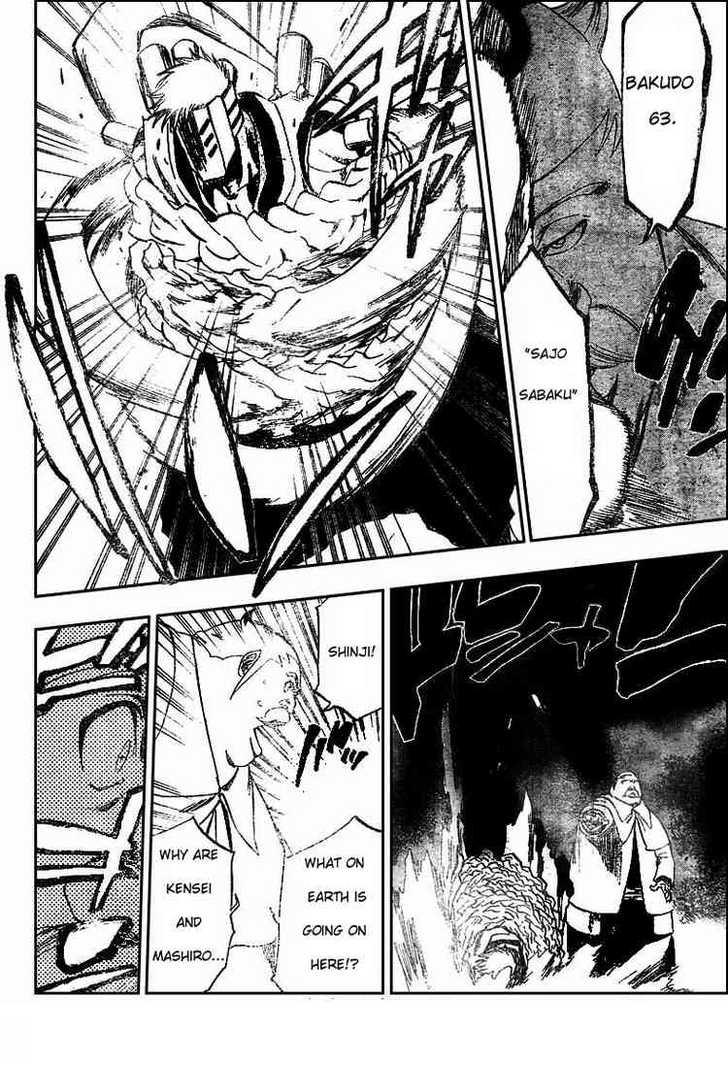 BAKUDO
63.
"SAJO
SABAKU"
SHINJI!
WHAT ON
EARTH IS
GOING ON
HERE!?
WHY ARE
KENSEI
AND
MASHIRO...